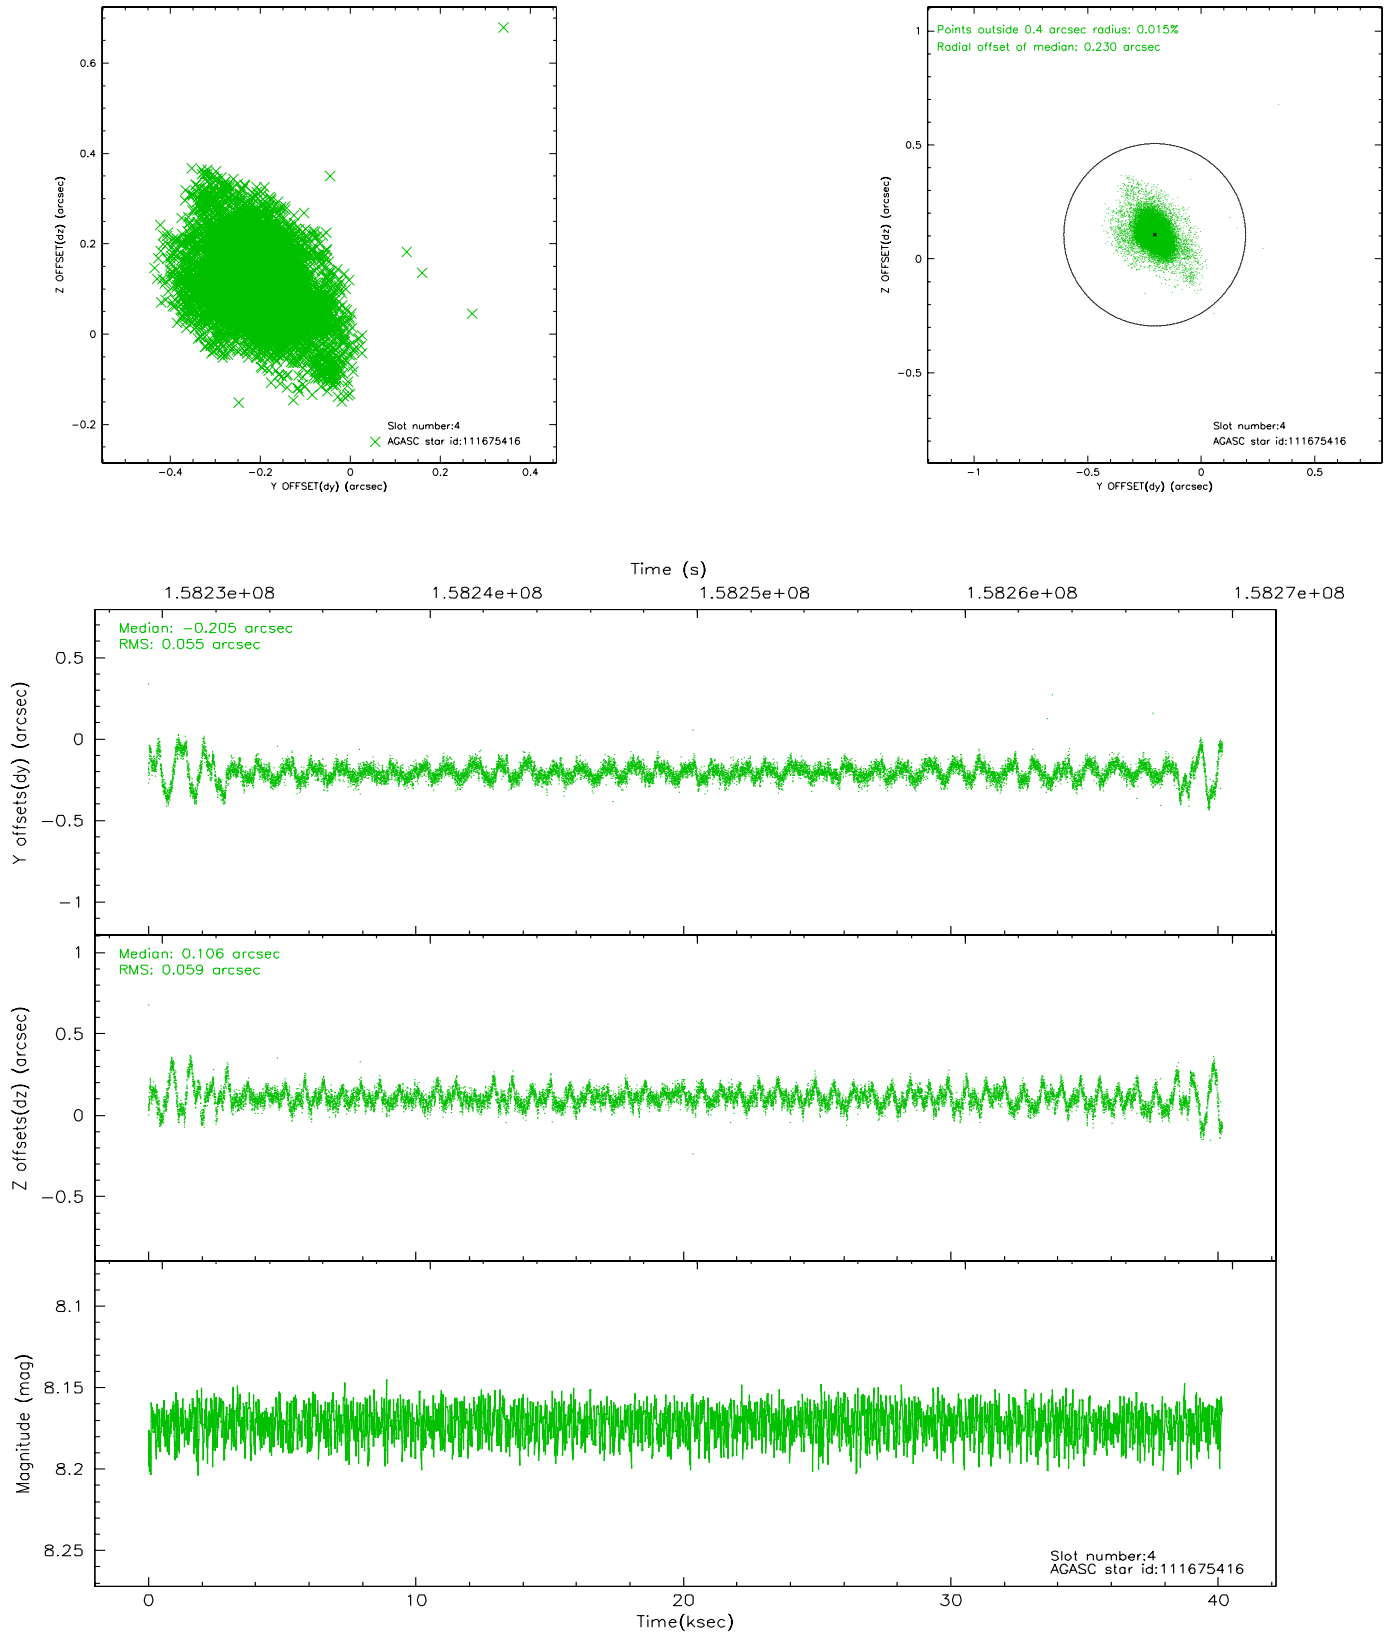 0.6
0.4
0.2
0
−0.2
Z OFFSET(dz) (arcsec)
Slot number:4
AGASC star id:111675416
−0.4
−0.2
0
0.2
0.4
Y OFFSET(dy) (arcsec)
Points outside 0.4 arcsec radius: 0.015%
Radial offset of median: 0.230 arcsec
1
0.5
0
−0.5
Z OFFSET(dz) (arcsec)
Slot number:4
AGASC star id:111675416
−1
−0.5
0
0.5
Y OFFSET(dy) (arcsec)
Time (s)
1.5823e+08
1.5824e+08
1.5825e+08
1.5826e+08
1.5827e+08
Median: −0.205 arcsec
RMS: 0.055 arcsec
0.5
0
−0.5
−1
Y offsets(dy) (arcsec)
Median: 0.106 arcsec
RMS: 0.059 arcsec
1
0.5
0
−0.5
Z offsets(dz) (arcsec)
8.1
8.15
8.2
8.25
Magnitude (mag)
Slot number:4
AGASC star id:111675416
0
10
20
30
40
Time(ksec)